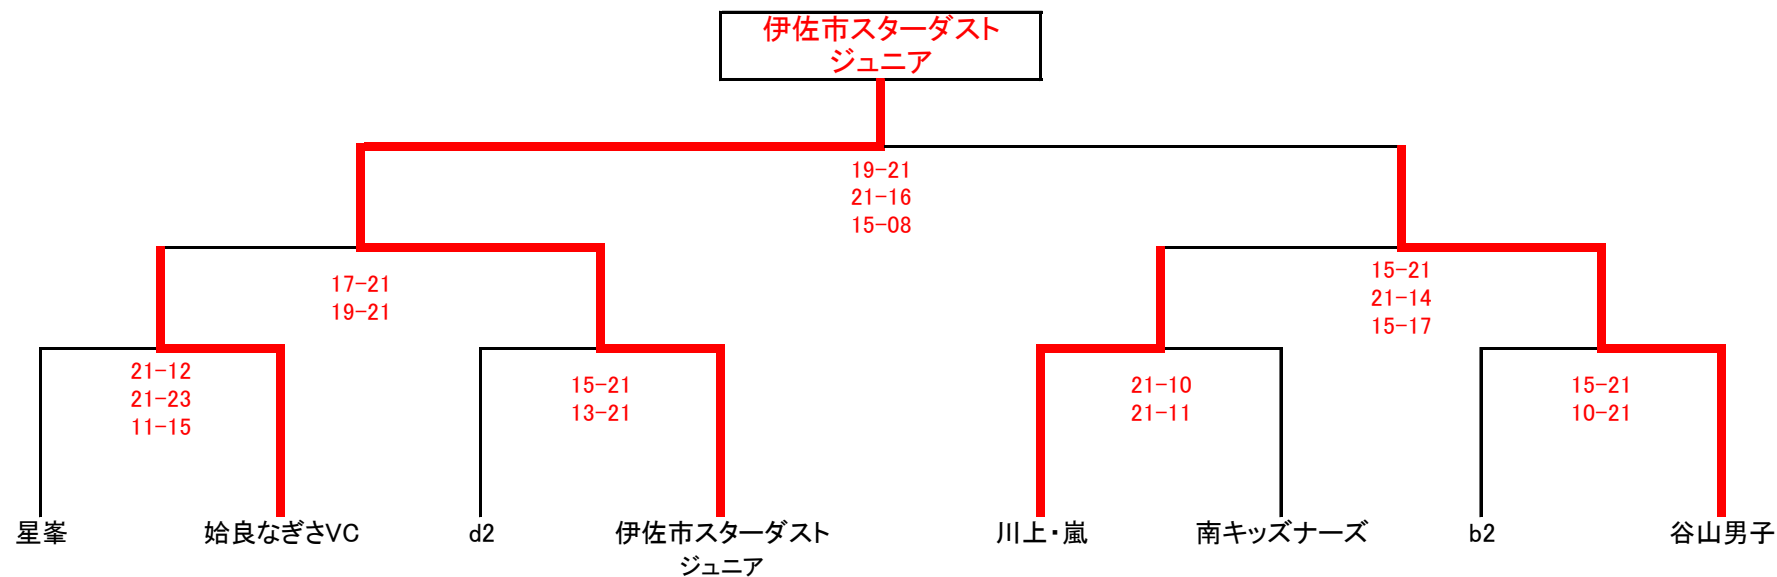 伊佐市スターダスト
ジュニア
19-21
21-16
15-08
17-21
19-21
15-21
21-14
15-17
21-12
21-23
11-15
15-21
13-21
21-10
21-11
15-21
10-21
星峯
姶良なぎさVC
d2
伊佐市スターダスト
ジュニア
川上・嵐
南キッズナーズ
b2
谷山男子